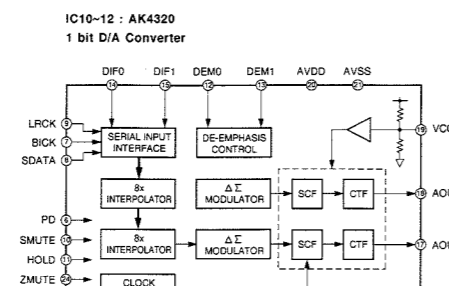 IC10~12 : AK4320
1 bit D/A Converter
DIF0 DIF1 DEM0 DEM1 AVDD AVSS
14 15 12 13 20 21
LRCK 9
BICK 7
SDATA 8
SERIAL INPUT
INTERFACE
DE-EMPHASIS
CONTROL
19
8x
INTERPOLATOR
ΔΣ
MODULATOR
SCF
CTF
18
PD 6
SMUTE 10
8x
INTERPOLATOR
ΔΣ
MODULATOR
SCF
CTF
17
HOLD 11
ZMUTE 24
CLOCK